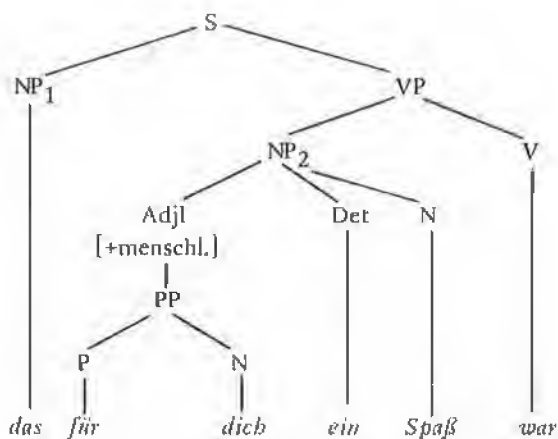 S
NP1 VP
NP2 V
Adjl Det N
[+menschl.]
PP
P N
das für dich ein Spaß war